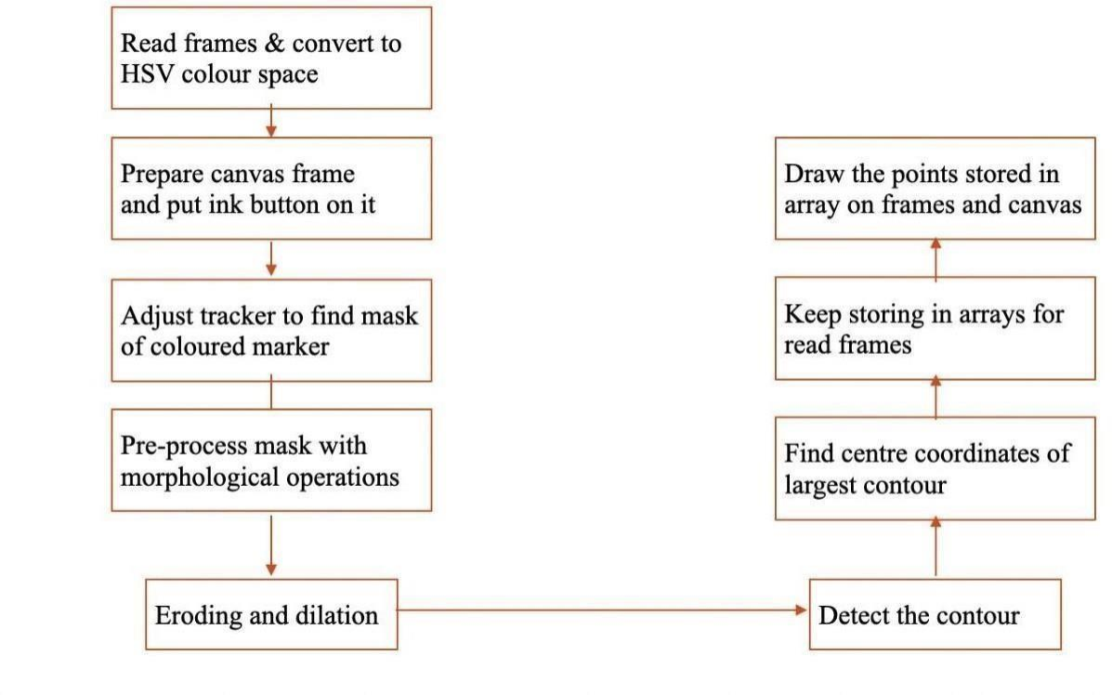 Read frames & convert to
HSV colour space
Prepare canvas frame
and put ink button on it
Adjust tracker to find mask
of coloured marker
Pre-process mask with
morphological operations
Eroding and dilation
Detect the contour
Find centre coordinates of
largest contour
Keep storing in arrays for
read frames
Draw the points stored in
array on frames and canvas